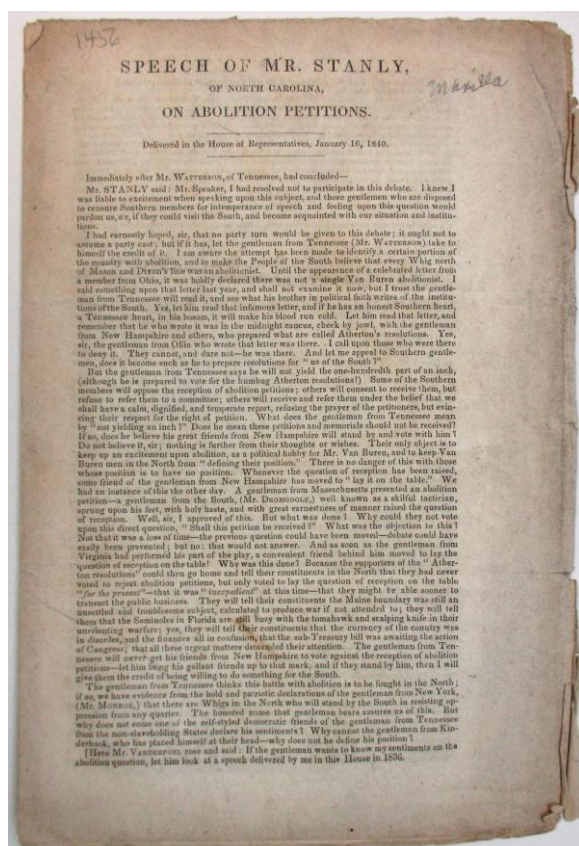 1456
Manilla
SPEECH OF MR. STANLY,
OF NORTH CAROLINA,
ON ABOLITION PETITIONS.
Delivered in the House of Representatives, January 16, 1840.
Immediately after Mr. WATTERSON, of Tennessee, had concluded—
Mr. STANLY said: Mr. Speaker, I had resolved not to participate in this debate. I knew I
was liable to excitement when speaking upon this subject, and those gentlemen who are disposed
to censure Southern members for intemperance of speech and feeling upon this question would
pardon us, sir, if they could visit the South, and become acquainted with our situation and institu-
tions.
I had earnestly hoped, sir, that no party turn would be given to this debate; it ought not to
assume a party cast; but if it has, let the gentleman from Tennessee (Mr. WATTERSON) take to
himself the credit of it. I am aware the attempt has been made to identify a certain portion of
the country with abolition, and to make the People of the South believe that every Whig north
of Mason and DIXON'S line was an abolitionist. Until the appearance of a celebrated letter from
a member from Ohio, it was boldly declared there was not a single Van Buren abolitionist. I
said something upon that letter last year, and shall not examine it now, but I trust the gentle-
man from Tennessee will read it, and see what his brother in political faith writes of the institu-
tions of the South. Yes, let him read that infamous letter, and if he has an honest Southern heart,
a Tennessee heart, in his bosom, it will make his blood run cold. Let him read that letter, and
remember that he who wrote it was in the midnight caucus, cheek by jowl, with the gentleman
from New Hampshire and others, who prepared what are called Atherton's resolutions. Yes,
sir, the gentleman from Ohio who wrote that letter was there. I call upon those who were there
to deny it. They cannot, and dare not—he was there. And let me appeal to Southern gentle-
men, does it become such as he to prepare resolutions for "us of the South?"
But the gentleman from Tennessee says he will not yield the one-hundredth part of an inch,
(although he is prepared to vote for the humbug Atherton resolutions!) Some of the Southern
members will oppose the reception of abolition petitions; others will consent to receive them, but
refuse to refer them to a committee; others will receive and refer them under the belief that we
shall have a calm, dignified, and temperate report, refusing the prayer of the petitioners, but evin-
cing their respect for the right of petition. What does the gentleman from Tennessee mean
by "not yielding an inch?" Does he mean these petitions and memorials should not be received?
If so, does he believe his great friends from New Hampshire will stand by and vote with him?
Do not believe it, sir; nothing is further from their thoughts or wishes. Their only object is to
keep up an excitement upon abolition, as a political hobby for Mr. Van Buren, and to keep Van
Buren men in the North from "defining their position." There is no danger of this with those
whose position is to have no position. Whenever the question of reception has been raised,
some friend of the gentleman from New Hampshire has moved to "lay it on the table." We
had an instance of this the other day. A gentleman from Massachusetts presented an abolition
petition—a gentleman from the South, (Mr. DROMGOOLE,) well known as a skilful tactician,
sprung upon his feet, with holy haste, and with great earnestness of manner raised the question
of reception. Well, sir, I approved of this. But what was done? Why could they not vote
upon this direct question, "Shall this petition be received?" What was the objection to this?
Not that it was a loss of time—the previous question could have been moved—debate could have
easily been prevented; but no: that would not answer. And as soon as the gentleman from
Virginia had performed his part of the play, a convenient friend behind him moved to lay the
question of reception on the table! Why was this done? Because the supporters of the "Ather-
ton resolutions" could then go home and tell their constituents in the North that they had never
voted to reject abolition petitions, but only voted to lay the question of reception on the table
"for the present"—that it was "inexpedient" at this time—that they might be able sooner to
transact the public business. They will tell their constituents the Maine boundary was still an
unsettled and troublesome subject, calculated to produce war if not attended to; they will tell
them that the Seminoles in Florida are still busy with the tomahawk and scalping knife in their
unrelenting warfare; yes, they will tell their constituents that the currency of the country was
in disorder, and the finances all in confusion, that the sub-Treasury bill was awaiting the action
of Congress; that all these urgent matters demanded their attention. The gentleman from Ten-
nessee will never get his friends from New Hampshire to vote against the reception of abolition
petitions—let him bring his gallant friends up to that mark, and if they stand by him, then I will
give them the credit of being willing to do something for the South.
The gentleman from Tennessee thinks this battle with abolition is to be fought in the North;
if so, we have evidence from the bold and patriotic declarations of the gentleman from New York,
(Mr. MONROE,) that there are Whigs in the North who will stand by the South in resisting op-
pression from any quarter. The honored name that gentleman bears assures us of this. But
why does not some one of the self-styled democratic friends of the gentleman from Tennessee
from the non-slaveholding States declare his sentiments? Why cannot the gentleman from Kin-
derhook, who has placed himself at their head—why does not he define his position?
[Here Mr. VANDERPOEL rose and said: If the gentleman wants to know my sentiments on the
abolition question, let him look at a speech delivered by me in this House in 1836.